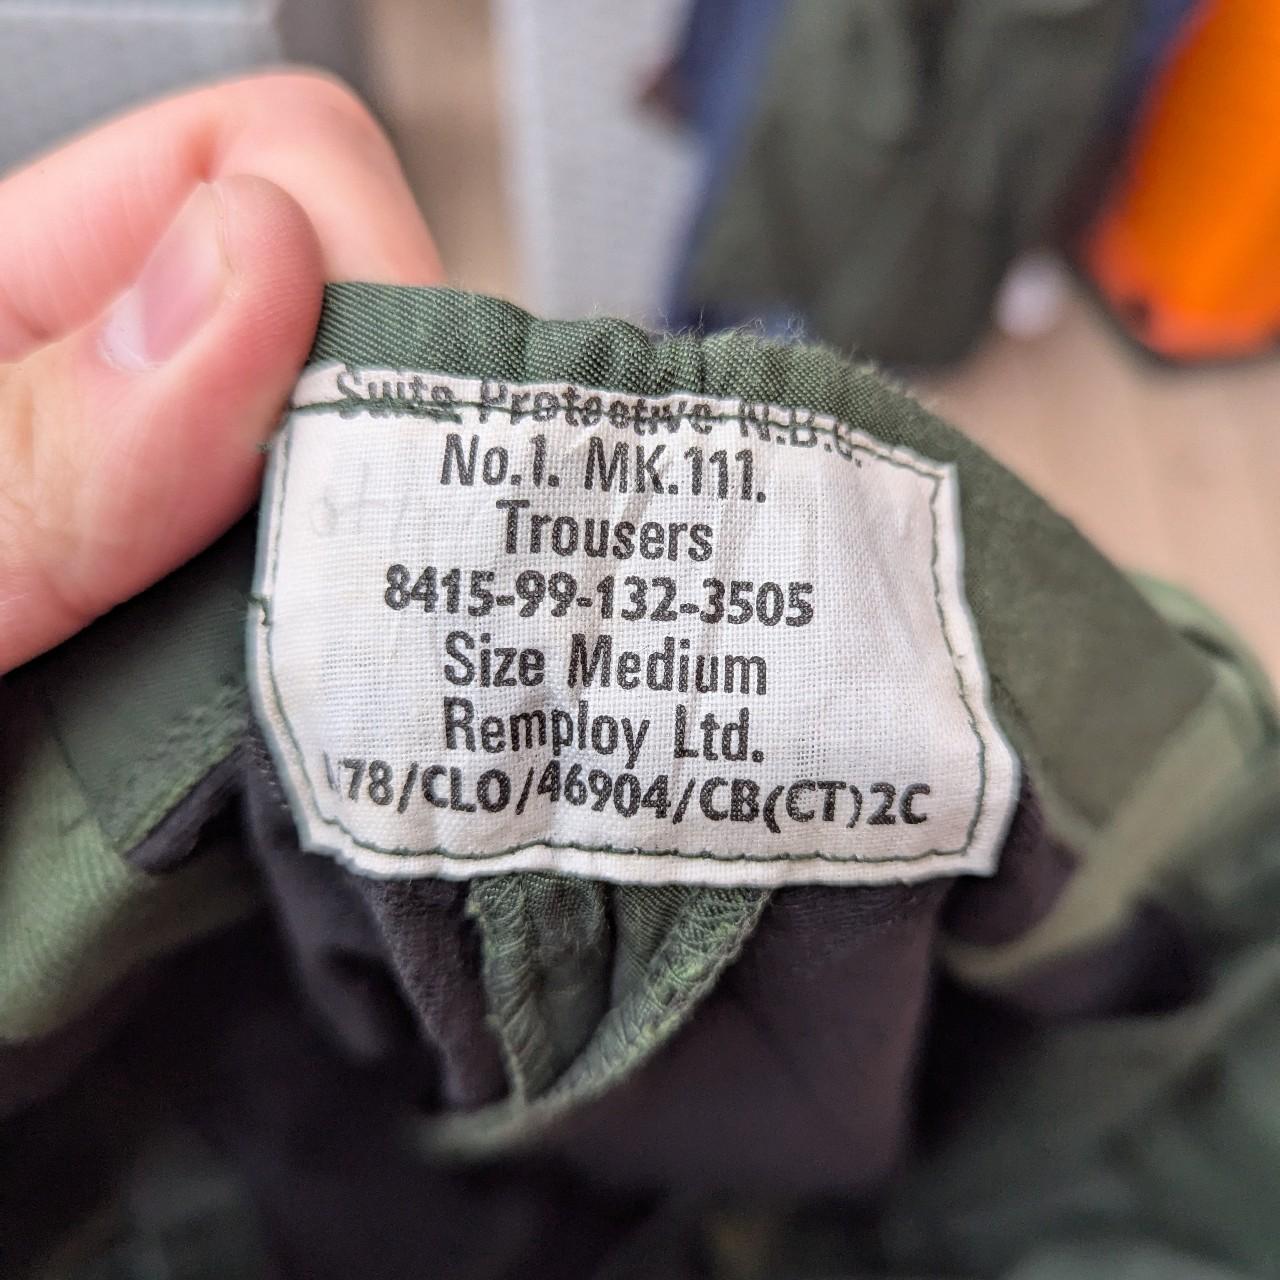 Suits Protective N.B.C.
No.1. MK.111.
Trousers
8415-99-132-3505
Size Medium
Remploy Ltd.
A78/CLO/46904/CB(CT)2C